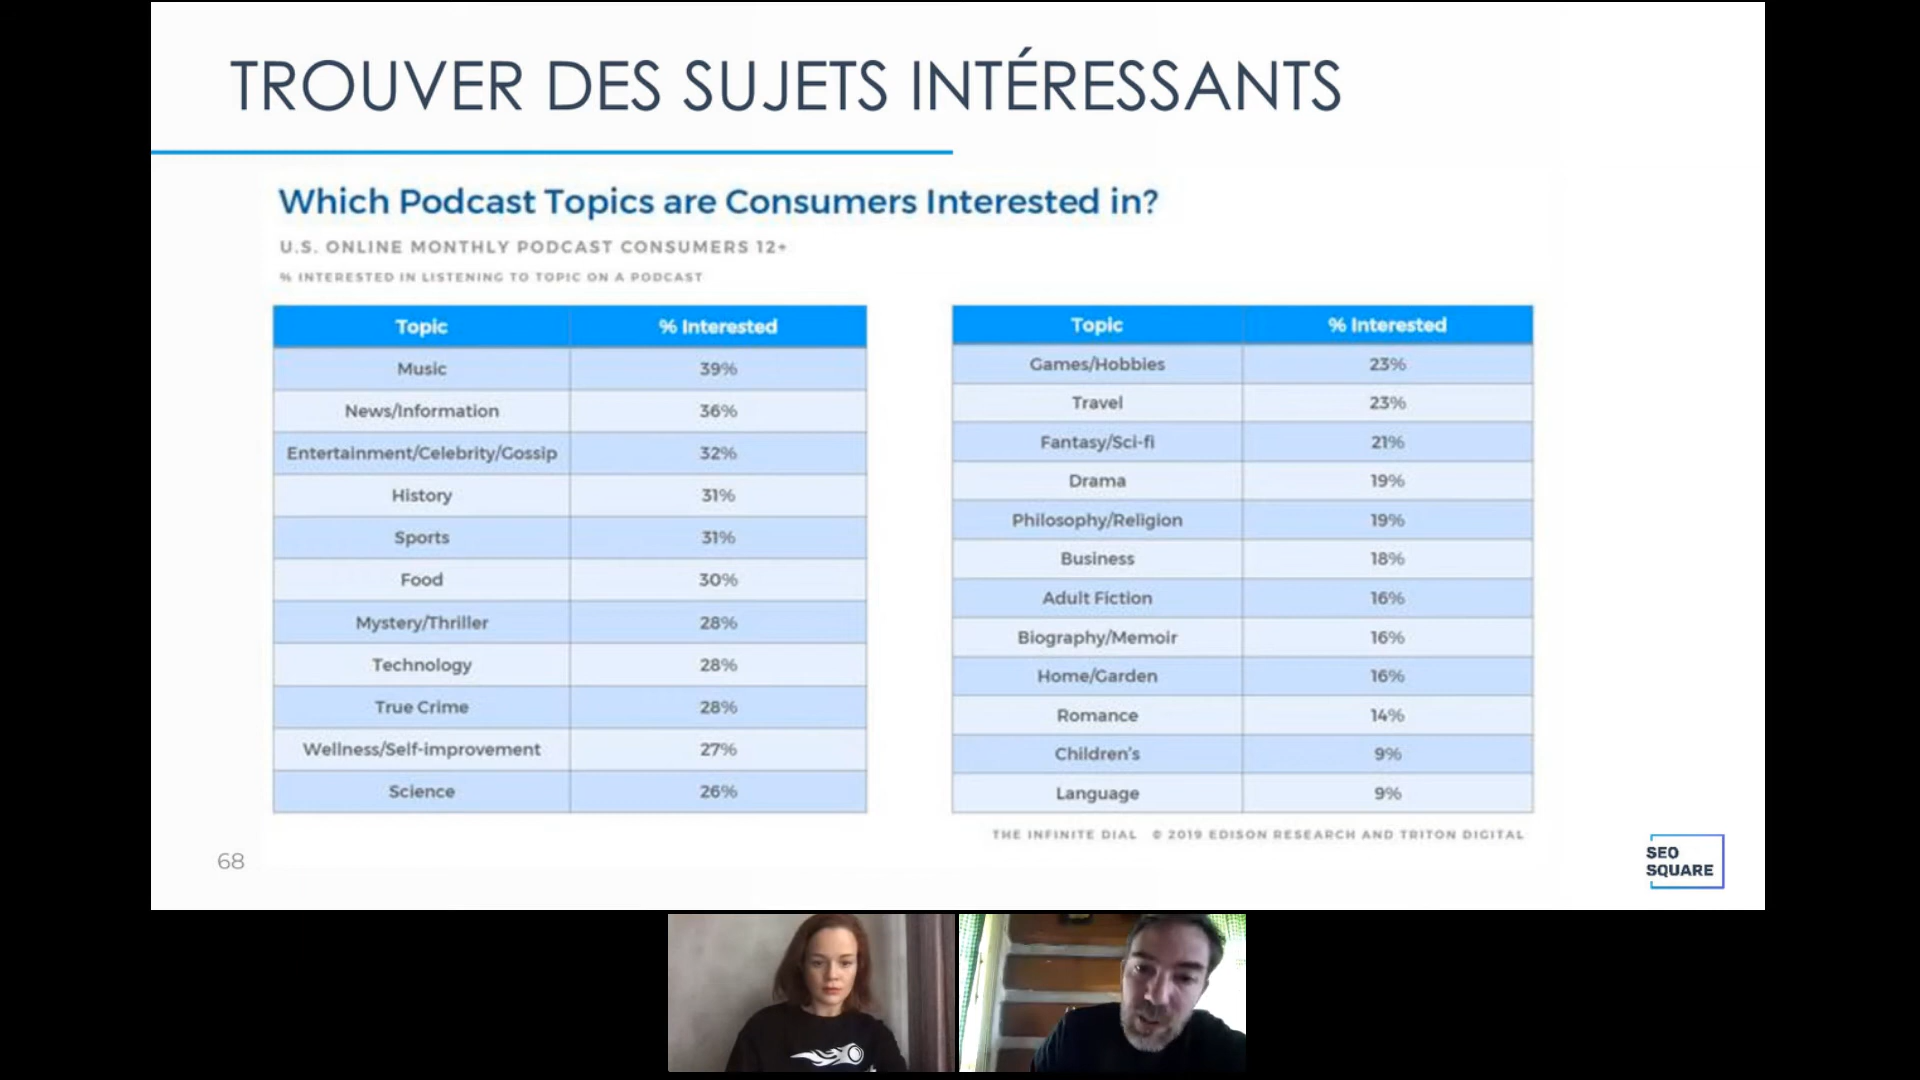 TROUVER DES SUJETS INTÉRESSANTS
Which Podcast Topics are Consumers Interested in?
U.S. ONLINE MONTHLY PODCAST CONSUMERS 12+
% INTERESTED IN LISTENING TO TOPIC ON A PODCAST
Topic % Interested
Music 39%
News/Information 36%
Entertainment/Celebrity/Gossip 32%
History 31%
Sports 31%
Food 30%
Mystery/Thriller 28%
Technology 28%
True Crime 28%
Wellness/Self-improvement 27%
Science 26%
Topic % Interested
Games/Hobbies 23%
Travel 23%
Fantasy/Sci-fi 21%
Drama 19%
Philosophy/Religion 19%
Business 18%
Adult Fiction 16%
Biography/Memoir 16%
Home/Garden 16%
Romance 14%
Children's 9%
Language 9%
THE INFINITE DIAL © 2019 EDISON RESEARCH AND TRITON DIGITAL
68
SEO
SQUARE